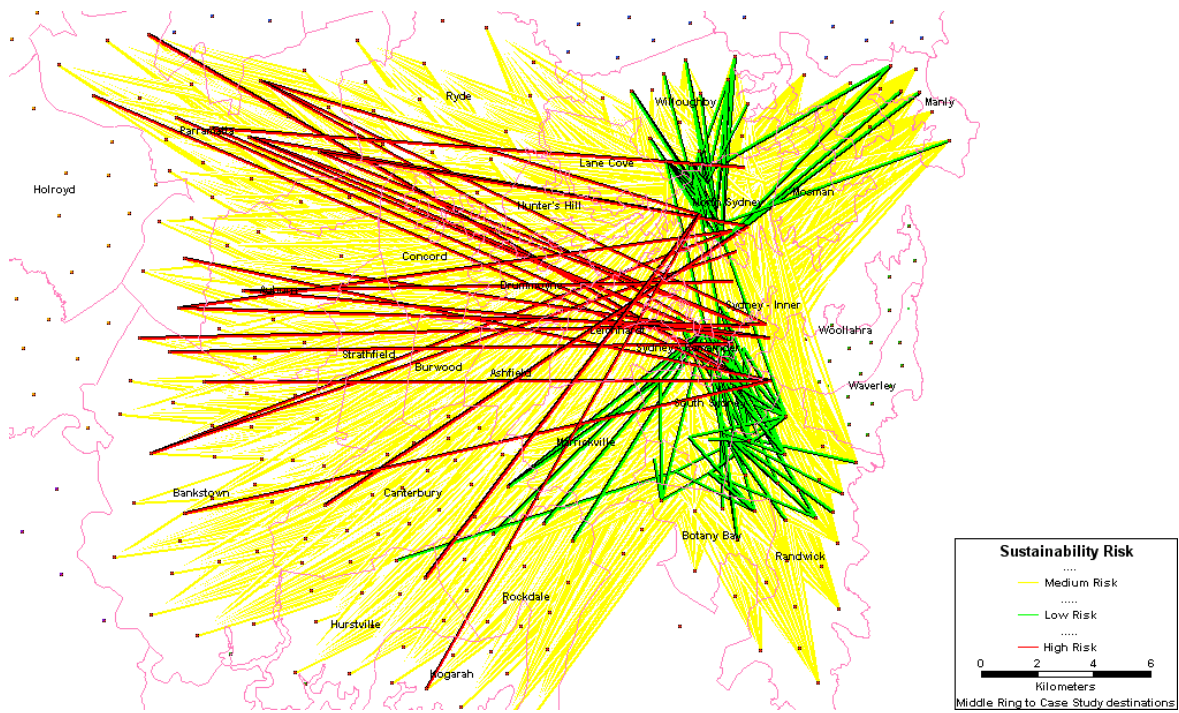 Ryde
Willoughby
Manly
Parramatta
Lane Cove
Holroyd
Mosman
North Sydney
Hunter's Hill
Concord
Drummoyne
Auburn
Sydney - Inner
Leichhardt
Woollahra
Strathfield
Burwood
Ashfield
Waverley
South Sydney
Marrickville
Bankstown
Canterbury
Botany Bay
Randwick
Rockdale
Hurstville
Kogarah
Sustainability Risk
....
Medium Risk
.....
Low Risk
.....
High Risk
0 2 4 6
Kilometers
Middle Ring to Case Study destinations